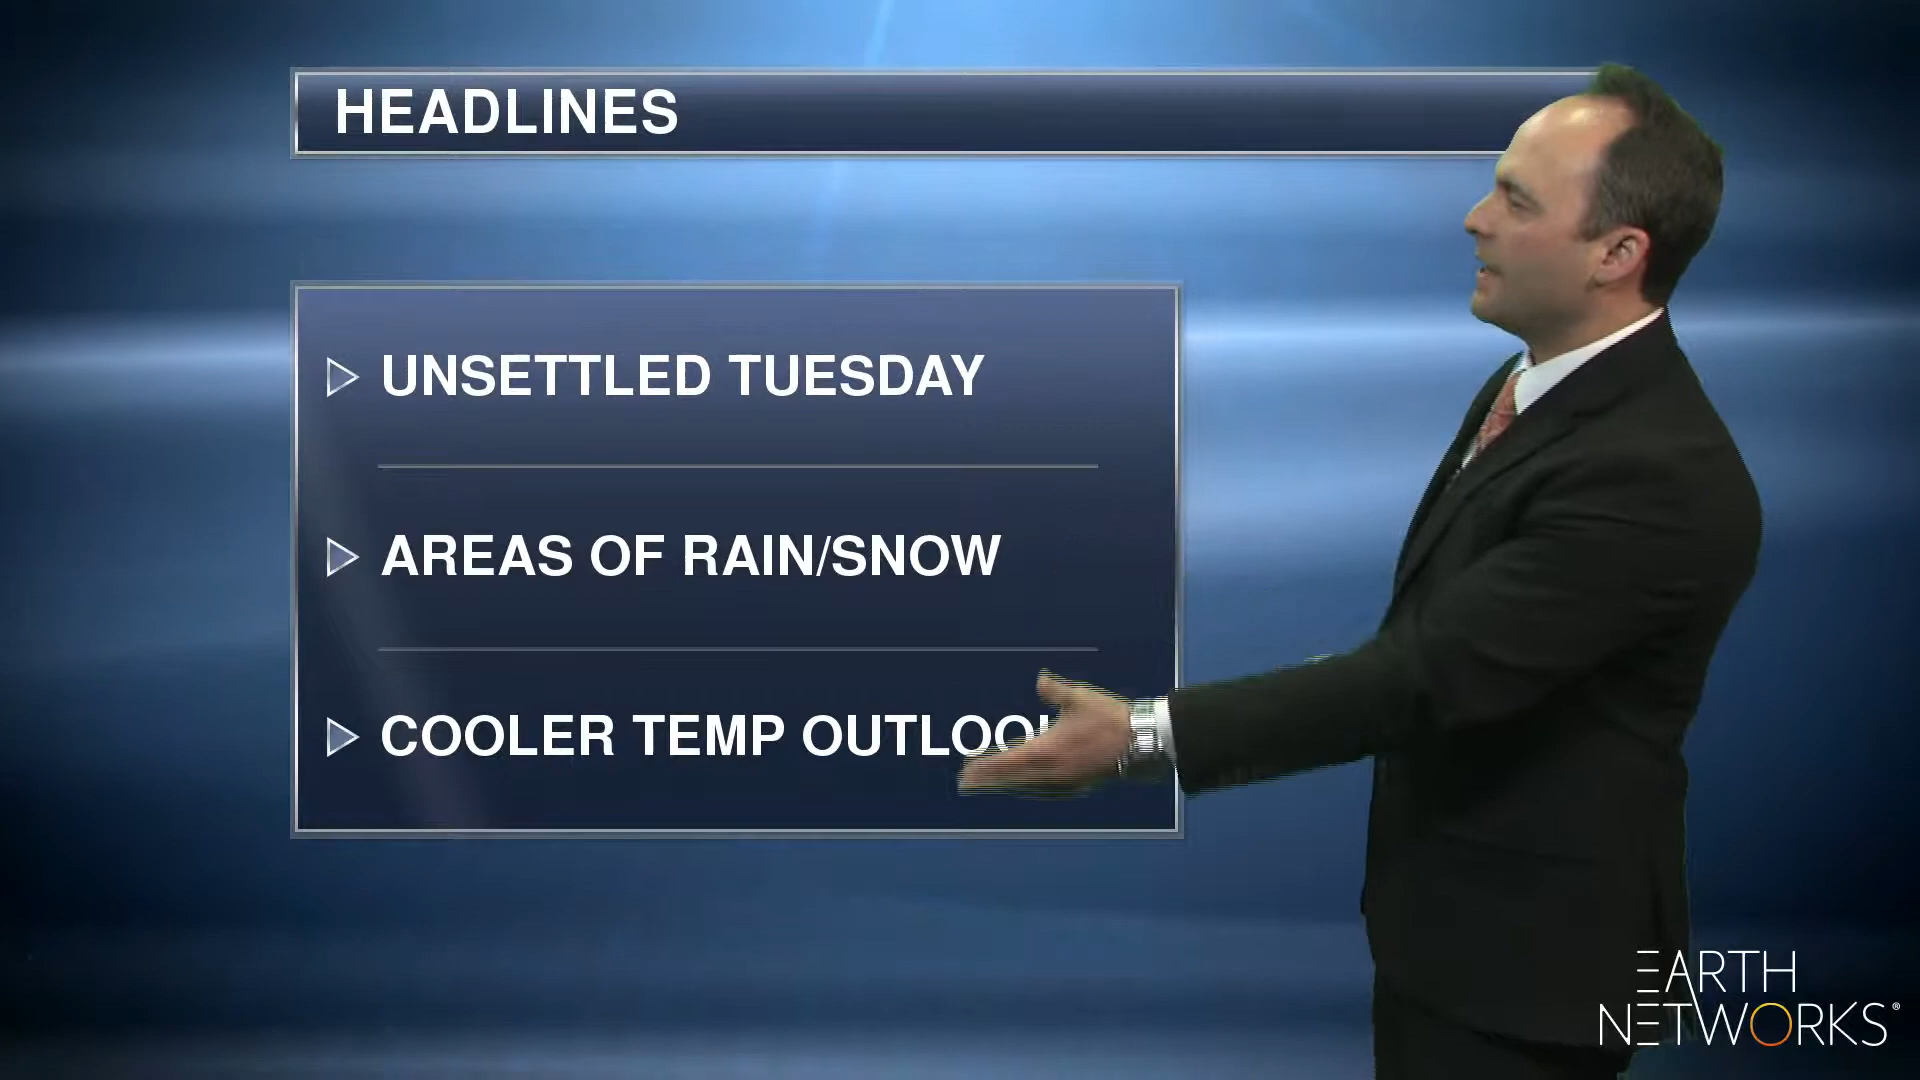 HEADLINES
UNSETTLED TUESDAY
AREAS OF RAIN/SNOW
COOLER TEMP
EARTH
NETWORKS®